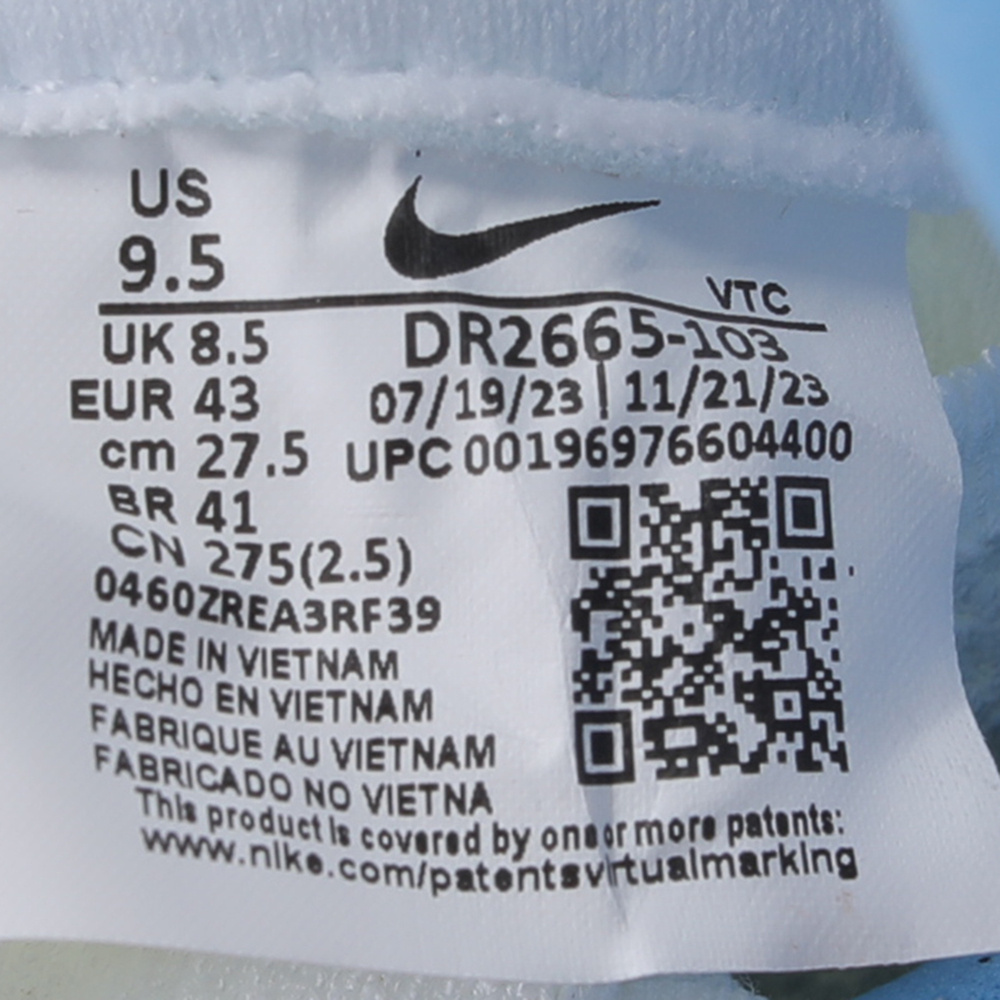 US
9.5
VTC
UK 8.5
DR2665-103
EUR 43
07/19/23 | 11/21/23
cm 27.5
UPC 00196976604400
BR 41
CN 275(2.5)
0460ZREA3RF39
MADE IN VIETNAM
HECHO EN VIETNAM
FABRIQUE AU VIETNAM
FABRICADO NO VIETNA
This product is covered by one or more patents:
www.nike.com/patentsvirtualmarking